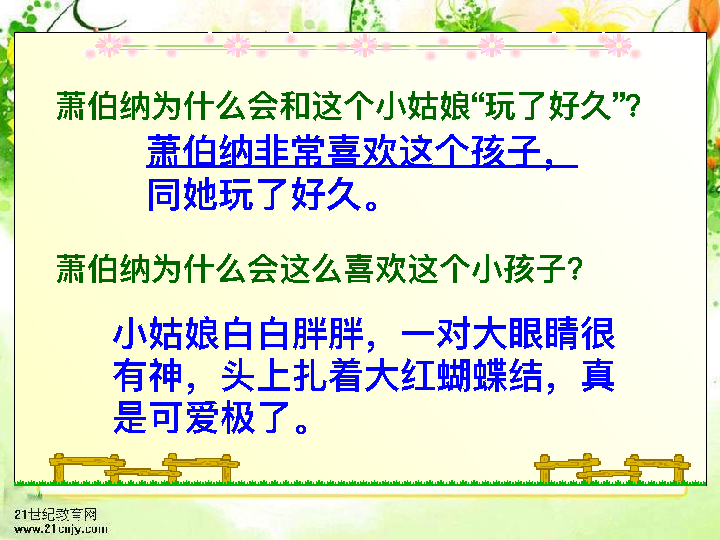 萧伯纳为什么会和这个小姑娘“玩了好久”？
萧伯纳非常喜欢这个孩子，
同她玩了好久。
萧伯纳为什么会这么喜欢这个小孩子？
小姑娘白白胖胖，一对大眼睛很
有神，头上扎着大红蝴蝶结，真
是可爱极了。
21世纪教育网
www.21cnjy.com